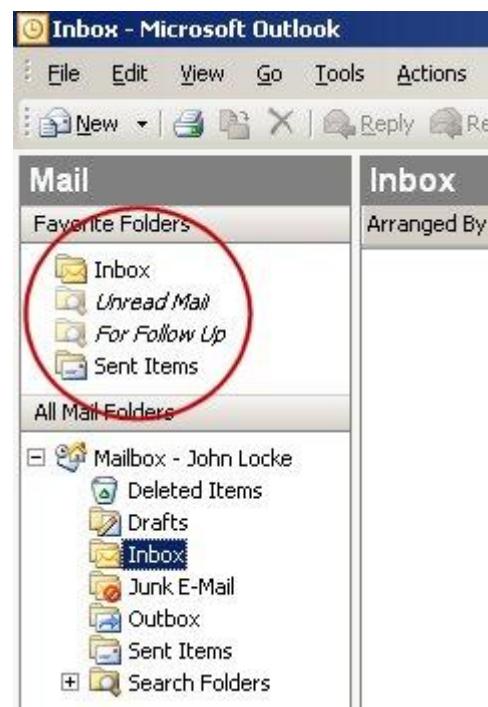 Inbox - Microsoft Outlook
File Edit View Go Tools Actions
New Reply Re
Mail Inbox
Favorite Folders Arranged By
Inbox
Unread Mail
For Follow Up
Sent Items
All Mail Folders
Mailbox - John Locke
Deleted Items
Drafts
Inbox
Junk E-Mail
Outbox
Sent Items
Search Folders